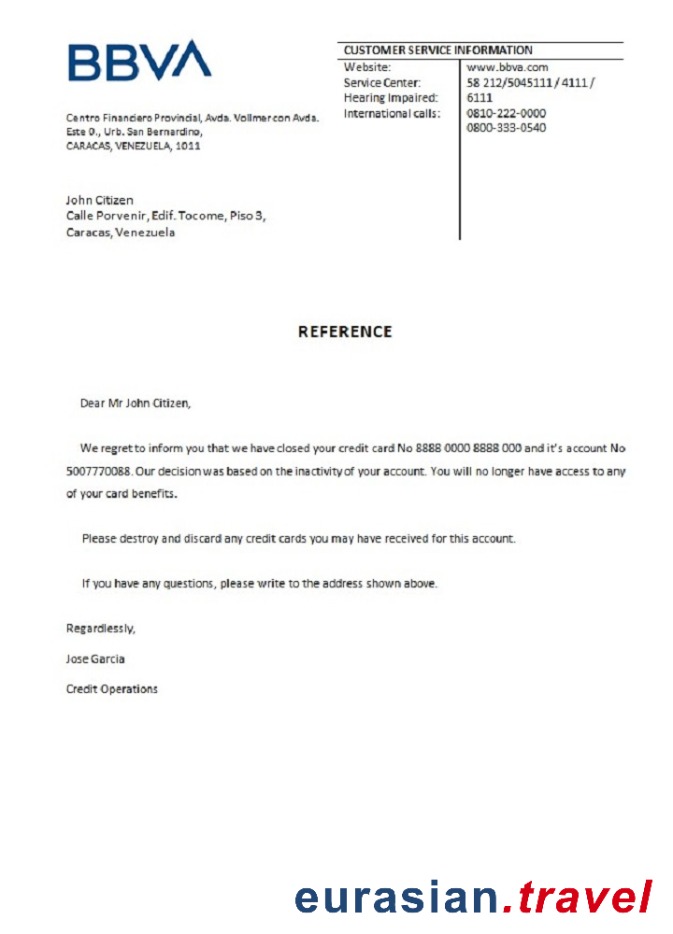 BBVA
CUSTOMER SERVICE INFORMATION
Website: www.bbva.com
Service Center: 58 212/5045111 / 4111 /
Hearing Impaired: 6111
International calls: 0810-222-0000
0800-333-0540
Centro Financiero Provincial, Avda. Vollmer con Avda.
Este 0., Urb. San Bernardino,
CARACAS, VENEZUELA, 1011
John Citizen
Calle Porvenir, Edif. Tocome, Piso 3,
Caracas, Venezuela
REFERENCE
Dear Mr John Citizen,
We regret to inform you that we have closed your credit card No 8888 0000 8888 000 and it's account No
5007770088. Our decision was based on the inactivity of your account. You will no longer have access to any
of your card benefits.
Please destroy and discard any credit cards you may have received for this account.
If you have any questions, please write to the address shown above.
Regardlessly,
Jose Garcia
Credit Operations
eurasian.travel